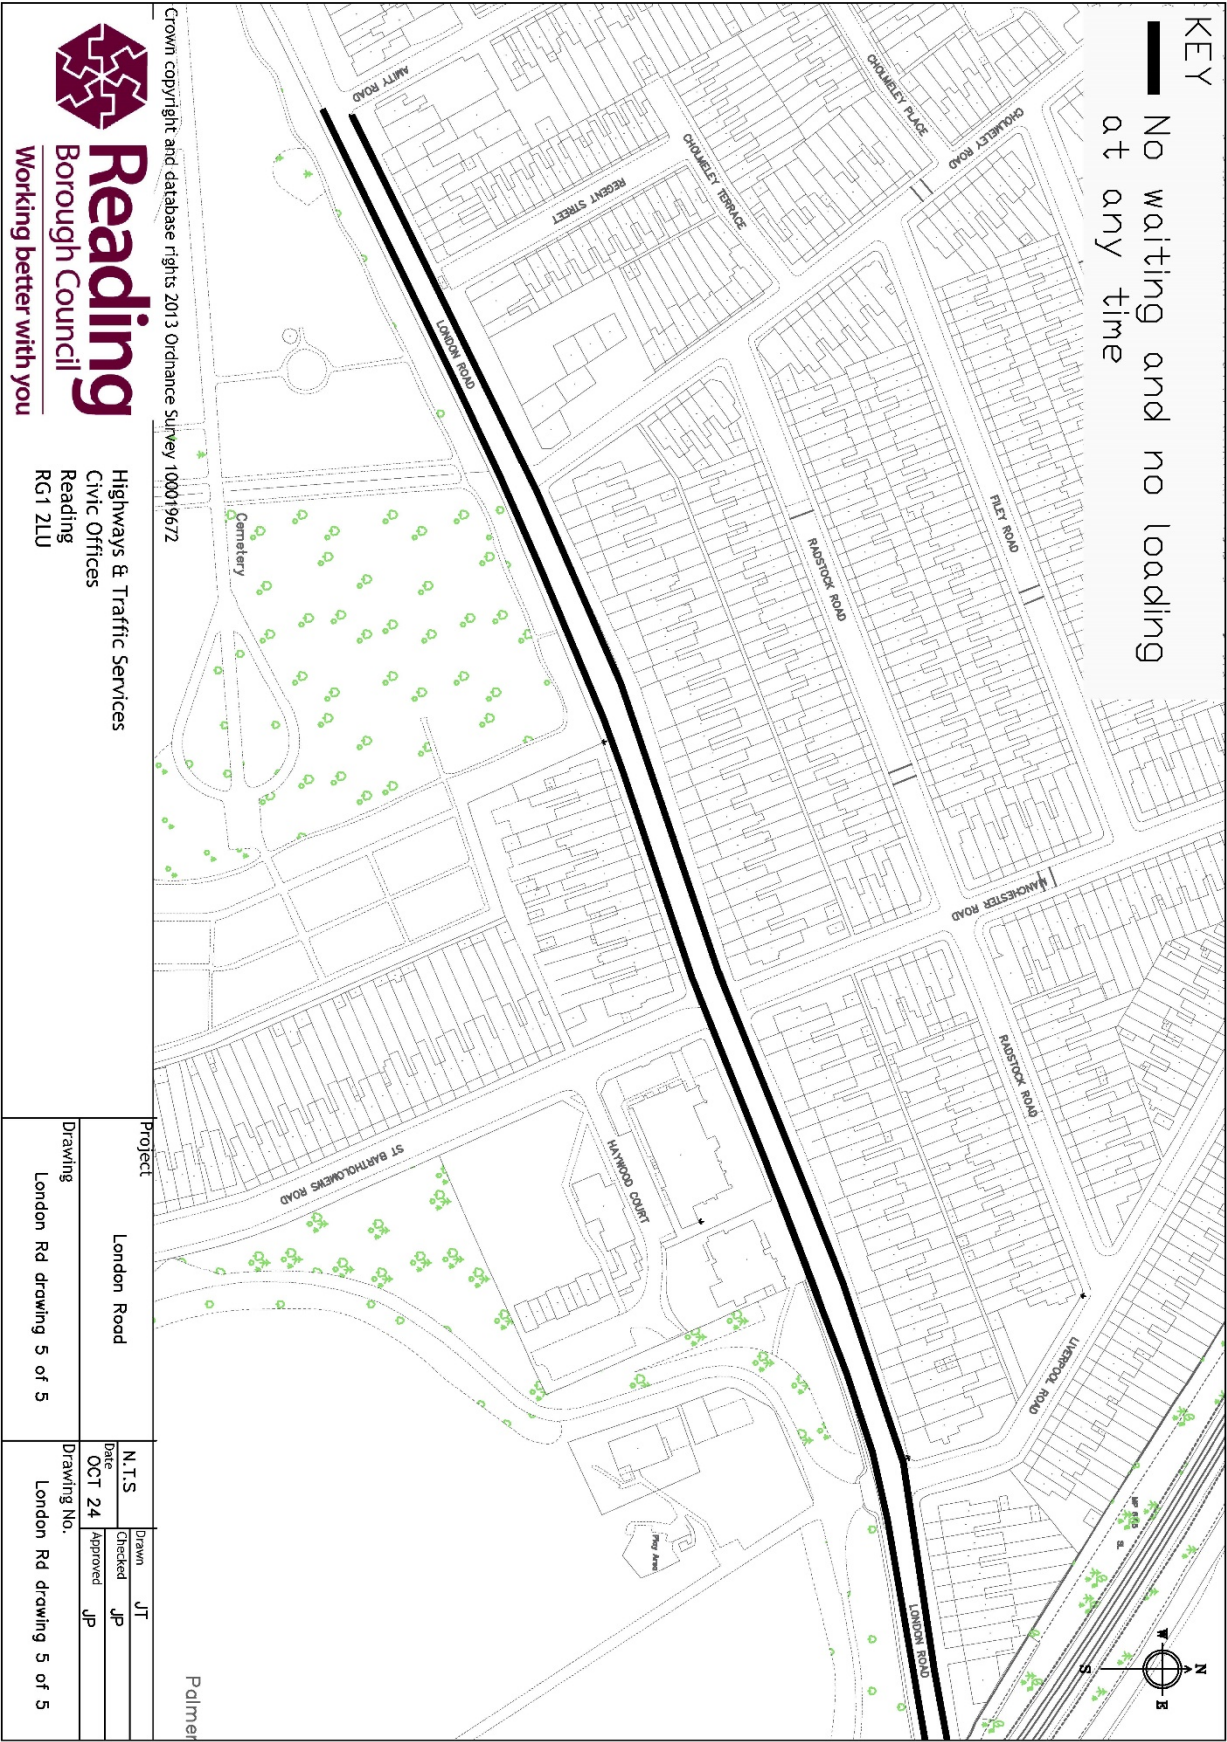 KEY
No waiting and no loading
at any time
CHOLMELEY PLACE
CHOLMELEY ROAD
AMITY ROAD
CHOLMELEY TERRACE
REGENT STREET
LONDON ROAD
FILEY ROAD
RADSTOCK ROAD
MANCHESTER ROAD
RADSTOCK ROAD
LIVERPOOL ROAD
HAYWOOD COURT
ST BARTHOLOMEWS ROAD
Cemetery
Play Area
LONDON ROAD
SL
N
W
E
S
Palmer
Crown copyright and database rights 2013 Ordnance Survey 100019672
Reading
Borough Council
Working better with you
Highways & Traffic Services
Civic Offices
Reading
RG1 2LU
Project
London Road
Drawing
London Rd drawing 5 of 5
N.T.S
Date
OCT 24
Drawn JT
Checked JP
Approved JP
Drawing No.
London Rd drawing 5 of 5